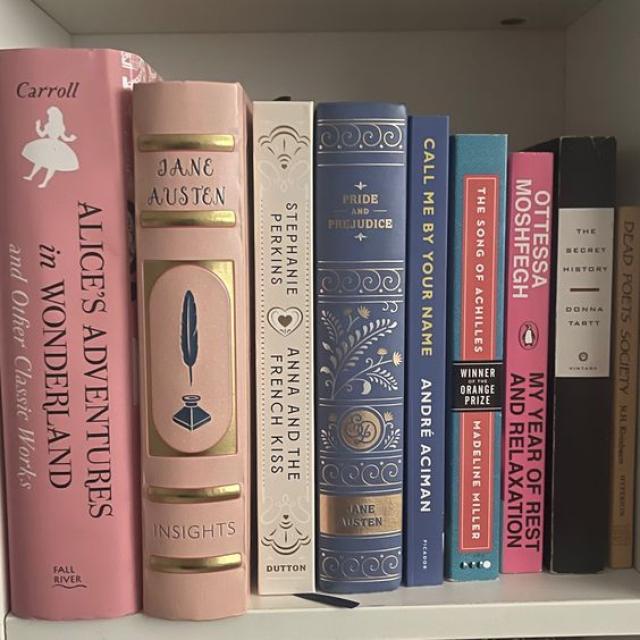 Carroll
ALICE'S ADVENTURES
in WONDERLAND
and Other Classic Works
FALL
RIVER
JANE
AUSTEN
INSIGHTS
STEPHANIE
PERKINS
ANNA AND THE
FRENCH KISS
DUTTON
PRIDE
AND
PREJUDICE
JANE
AUSTEN
CALL ME BY YOUR NAME
ANDRÉ ACIMAN
PICADOR
THE SONG OF ACHILLES
WINNER
OF THE
ORANGE
PRIZE
MADELINE MILLER
OTTESSA
MOSHFEGH
MY YEAR OF REST
AND RELAXATION
THE
SECRET
HISTORY
DONNA
TARTT
VINTAGE
DEAD POETS SOCIETY
N.H. Kleinbaum
HYPERION